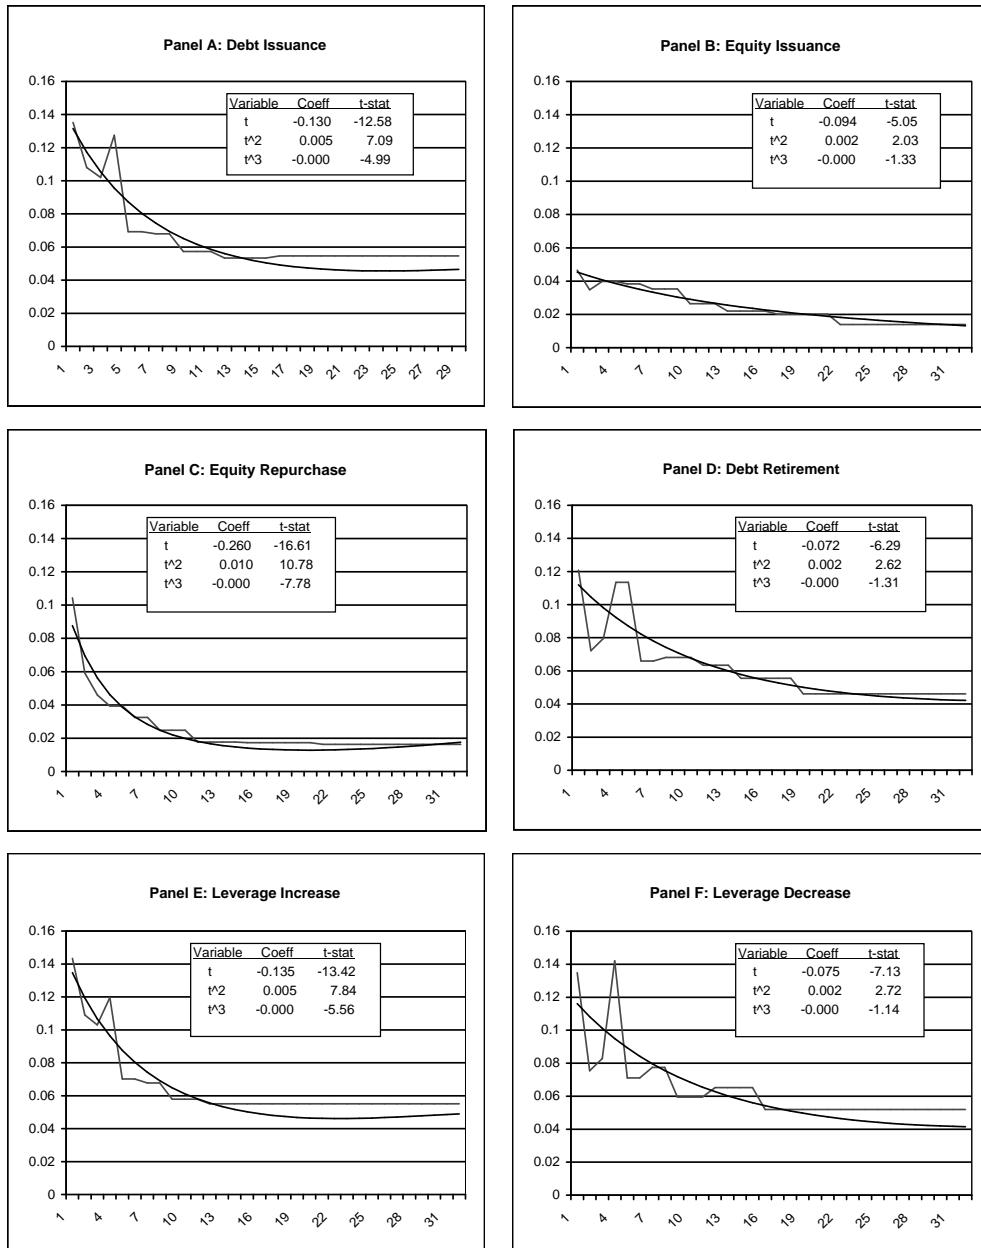 Panel A: Debt Issuance
0.16
0.14
0.12
0.1
0.08
0.06
0.04
0.02
0
Variable Coeff t-stat
t -0.130 -12.58
t^2 0.005 7.09
t^3 -0.000 -4.99
1 3 5 7 9 11 13 15 17 19 21 23 25 27 29
Panel B: Equity Issuance
0.16
0.14
0.12
0.1
0.08
0.06
0.04
0.02
0
Variable Coeff t-stat
t -0.094 -5.05
t^2 0.002 2.03
t^3 -0.000 -1.33
1 4 7 10 13 16 19 22 25 28 31
Panel C: Equity Repurchase
0.16
0.14
0.12
0.1
0.08
0.06
0.04
0.02
0
Variable Coeff t-stat
t -0.260 -16.61
t^2 0.010 10.78
t^3 -0.000 -7.78
1 4 7 10 13 16 19 22 25 28 31
Panel D: Debt Retirement
0.16
0.14
0.12
0.1
0.08
0.06
0.04
0.02
0
Variable Coeff t-stat
t -0.072 -6.29
t^2 0.002 2.62
t^3 -0.000 -1.31
1 4 7 10 13 16 19 22 25 28 31
Panel E: Leverage Increase
0.16
0.14
0.12
0.1
0.08
0.06
0.04
0.02
0
Variable Coeff t-stat
t -0.135 -13.42
t^2 0.005 7.84
t^3 -0.000 -5.56
1 4 7 10 13 16 19 22 25 28 31
Panel F: Leverage Decrease
0.16
0.14
0.12
0.1
0.08
0.06
0.04
0.02
0
Variable Coeff t-stat
t -0.075 -7.13
t^2 0.002 2.72
t^3 -0.000 -1.14
1 4 7 10 13 16 19 22 25 28 31